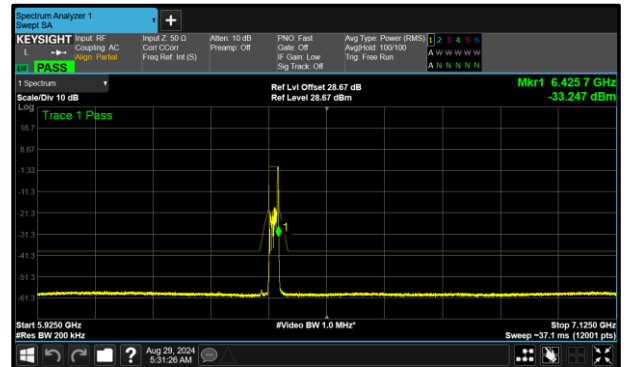 Spectrum Analyzer 1
Swept SA
KEYSIGHT
L
LW
PASS
Input: RF
Coupling: AC
Align: Partial
Input Z: 50 Ω
Corr CCorr
Freq Ref: Int (S)
Atten: 10 dB
Preamp: Off
PNO: Fast
Gate: Off
IF Gain: Low
Sig Track: Off
Avg Type: Power (RMS)
Avg|Hold: 100/100
Trig: Free Run
1 2 3 4 5 6
A W W W W W
A N N N N N
1 Spectrum
Scale/Div 10 dB
Ref Lvl Offset 28.67 dB
Ref Level 28.67 dBm
Mkr1 6.425 7 GHz
-33.247 dBm
Log
Trace 1 Pass
18.7
8.67
-1.33
-11.3
-21.3
-31.3
-41.3
-51.3
-61.3
1
Start 5.9250 GHz
#Res BW 200 kHz
#Video BW 1.0 MHz*
Stop 7.1250 GHz
Sweep ~37.1 ms (12001 pts)
?
Aug 29, 2024
5:31:26 AM